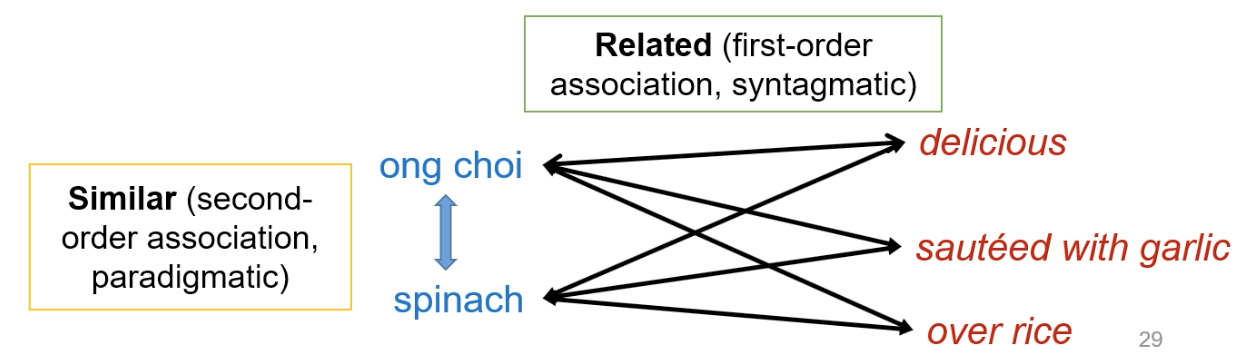 Related (first-order
association, syntagmatic)
Similar (second-
order association,
paradigmatic)
ong choi
spinach
delicious
sautéed with garlic
over rice
29